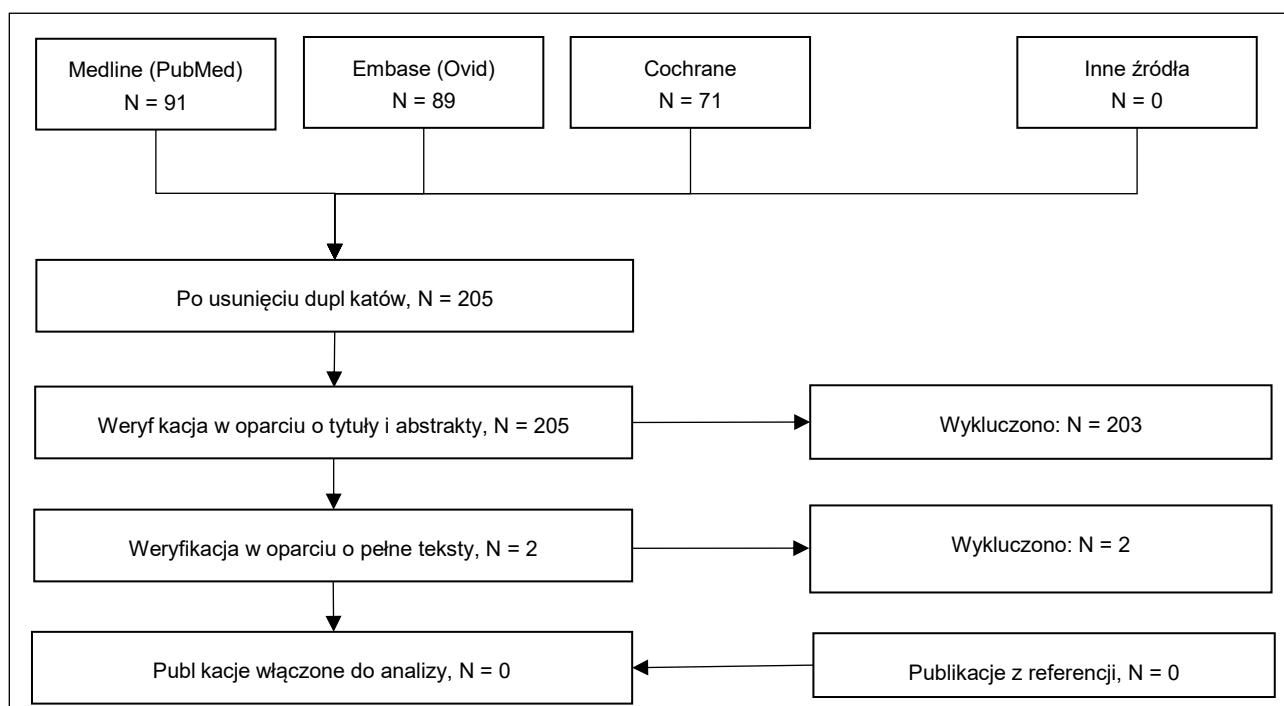 Medline (PubMed)
N = 91
Embase (Ovid)
N = 89
Cochrane
N = 71
Inne źródła
N = 0
Po usunięciu dupl katów, N = 205
Weryf kacja w oparciu o tytuły i abstrakty, N = 205
Wykluczono: N = 203
Weryfikacja w oparciu o pełne teksty, N = 2
Wykluczono: N = 2
Publ kacje włączone do analizy, N = 0
Publikacje z referencji, N = 0